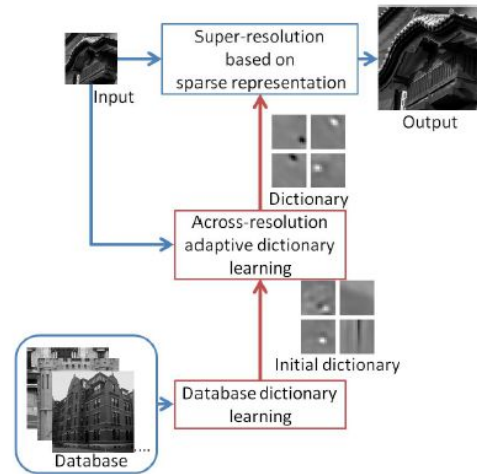 Super-resolution
based on
sparse representation
Input
Output
Dictionary
Across-resolution
adaptive dictionary
learning
Initial dictionary
Database dictionary
learning
....
Database